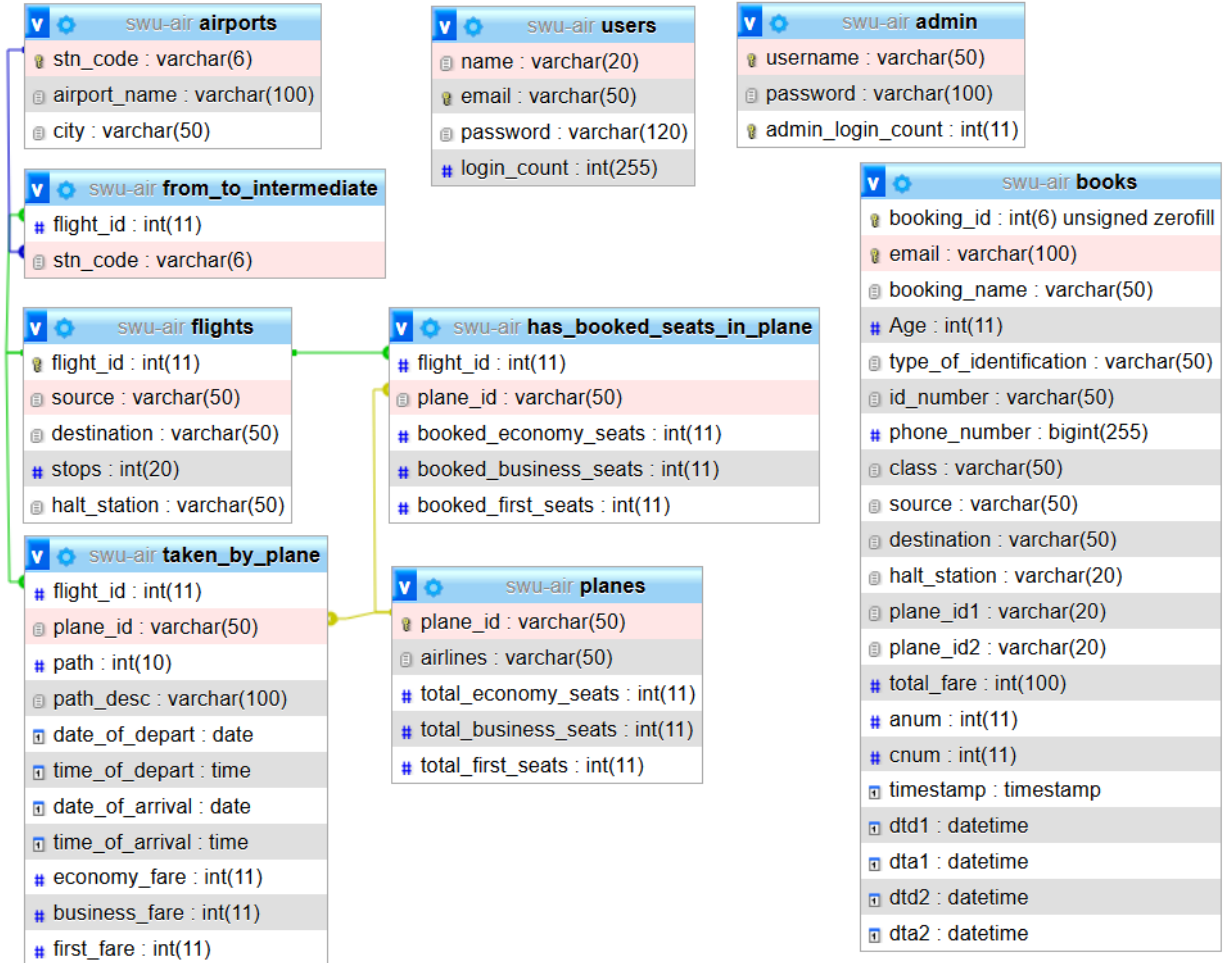 swu-air airports
stn_code : varchar(6)
airport_name : varchar(100)
city : varchar(50)
swu-air users
name : varchar(20)
email : varchar(50)
password : varchar(120)
login_count : int(255)
swu-air admin
username : varchar(50)
password : varchar(100)
admin_login_count : int(11)
swu-air from_to_intermediate
flight_id : int(11)
stn_code : varchar(6)
swu-air flights
flight_id : int(11)
source : varchar(50)
destination : varchar(50)
stops : int(20)
halt_station : varchar(50)
swu-air has_booked_seats_in_plane
flight_id : int(11)
plane_id : varchar(50)
booked_economy_seats : int(11)
booked_business_seats : int(11)
booked_first_seats : int(11)
swu-air taken_by_plane
flight_id : int(11)
plane_id : varchar(50)
path : int(10)
path_desc : varchar(100)
date_of_depart : date
time_of_depart : time
date_of_arrival : date
time_of_arrival : time
economy_fare : int(11)
business_fare : int(11)
first_fare : int(11)
swu-air planes
plane_id : varchar(50)
airlines : varchar(50)
total_economy_seats : int(11)
total_business_seats : int(11)
total_first_seats : int(11)
swu-air books
booking_id : int(6) unsigned zerofill
email : varchar(100)
booking_name : varchar(50)
Age : int(11)
type_of_identification : varchar(50)
id_number : varchar(50)
phone_number : bigint(255)
class : varchar(50)
source : varchar(50)
destination : varchar(50)
halt_station : varchar(20)
plane_id1 : varchar(20)
plane_id2 : varchar(20)
total_fare : int(100)
anum : int(11)
cnum : int(11)
timestamp : timestamp
dtd1 : datetime
dta1 : datetime
dtd2 : datetime
dta2 : datetime